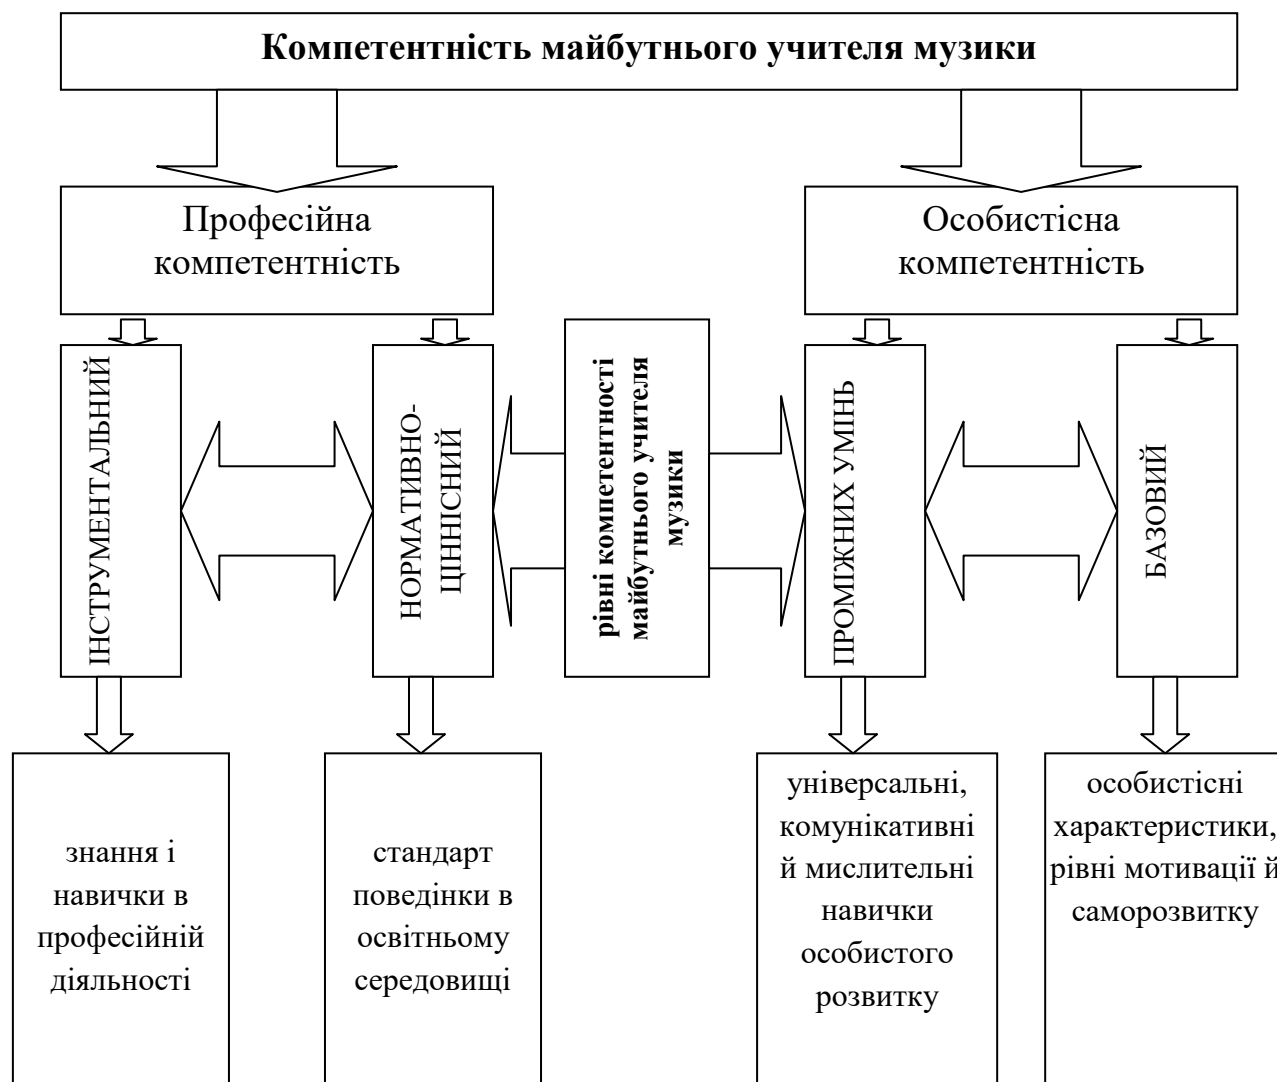 Компетентність майбутнього учителя музики
Професійна
компетентність
Особистісна
компетентність
ІНСТРУМЕНТАЛЬНИЙ
НОРМАТИВНО-
ЦІННІСНИЙ
рівні компетентності
майбутнього учителя
музики
ПРОМІЖНИХ УМІНЬ
БАЗОВИЙ
знання і
навички в
професійній
діяльності
стандарт
поведінки в
освітньому
середовищі
універсальні,
комунікативні
й мислительні
навички
особистого
розвитку
особистісні
характеристики,
рівні мотивації й
саморозвитку